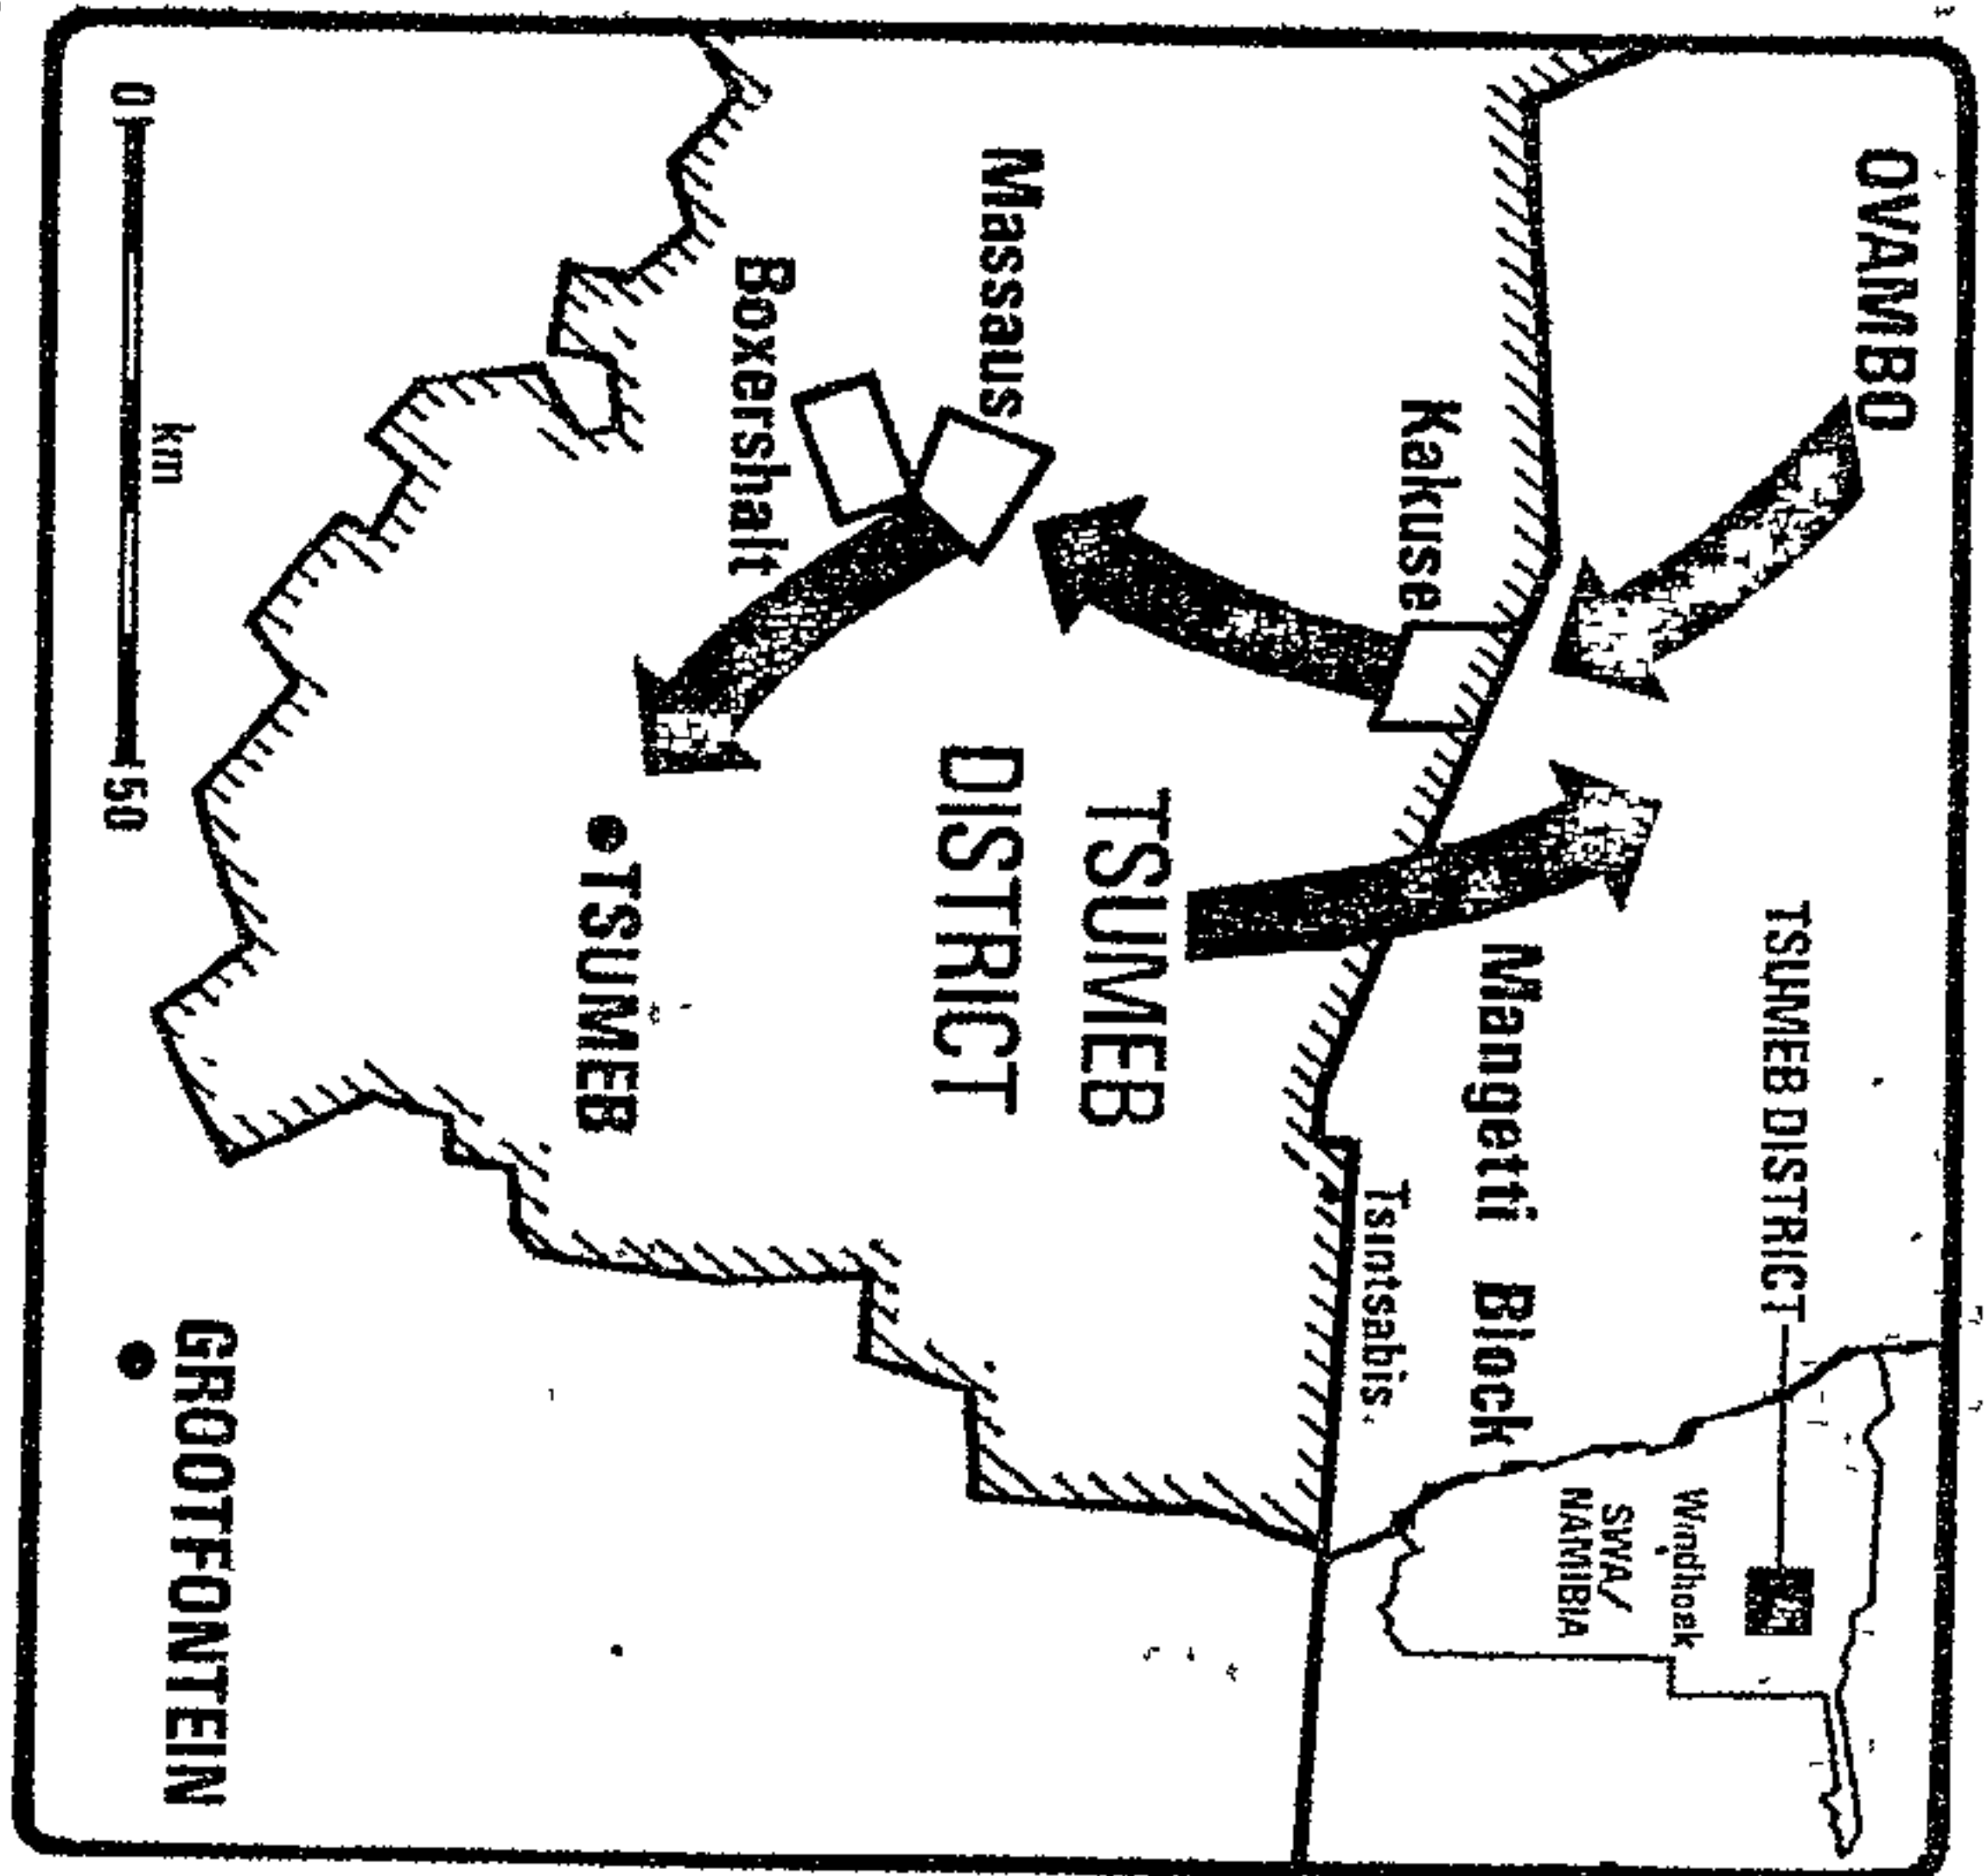 OVAMBO
TSUMEB DISTRICT
Windhoek
SWA/
NAMIBIA
Kakuse
Mangetti Block
Tsintsabis.
TSUMEB
DISTRICT
Massaus
Boxershalt
TSUMEB
GROOTFONTEIN
km
0 50